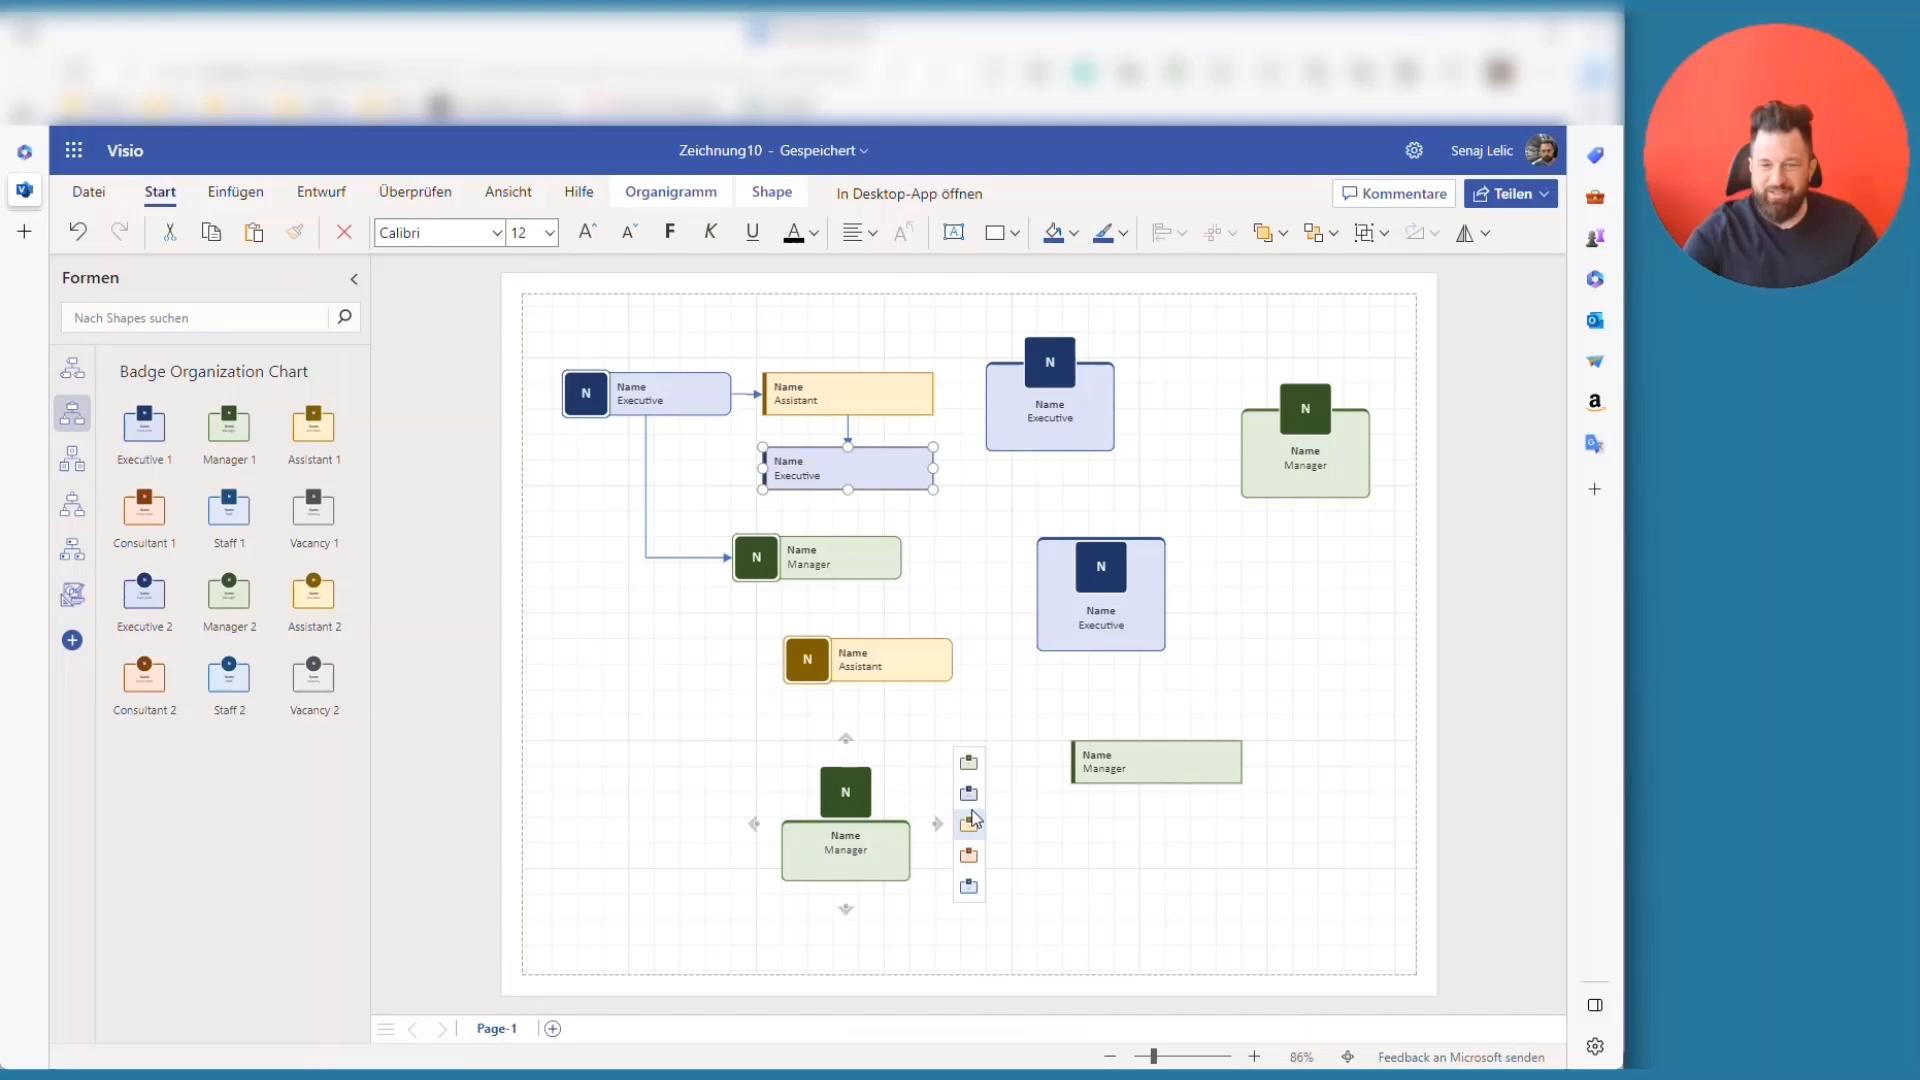 Visio
Zeichnung10 - Gespeichert
Senaj Lelic
Datei
Start
Einfügen
Entwurf
Überprüfen
Ansicht
Hilfe
Organigramm
Shape
In Desktop-App öffnen
Kommentare
Teilen
Calibri
12
F
K
U
A
Formen
Nach Shapes suchen
Badge Organization Chart
Executive 1
Manager 1
Assistant 1
Consultant 1
Staff 1
Vacancy 1
Executive 2
Manager 2
Assistant 2
Consultant 2
Staff 2
Vacancy 2
N
Name
Executive
Name
Assistant
Name
Executive
N
Name
Executive
N
Name
Manager
N
Name
Manager
N
Name
Executive
N
Name
Assistant
N
Name
Manager
Name
Manager
Page-1
86%
Feedback an Microsoft senden